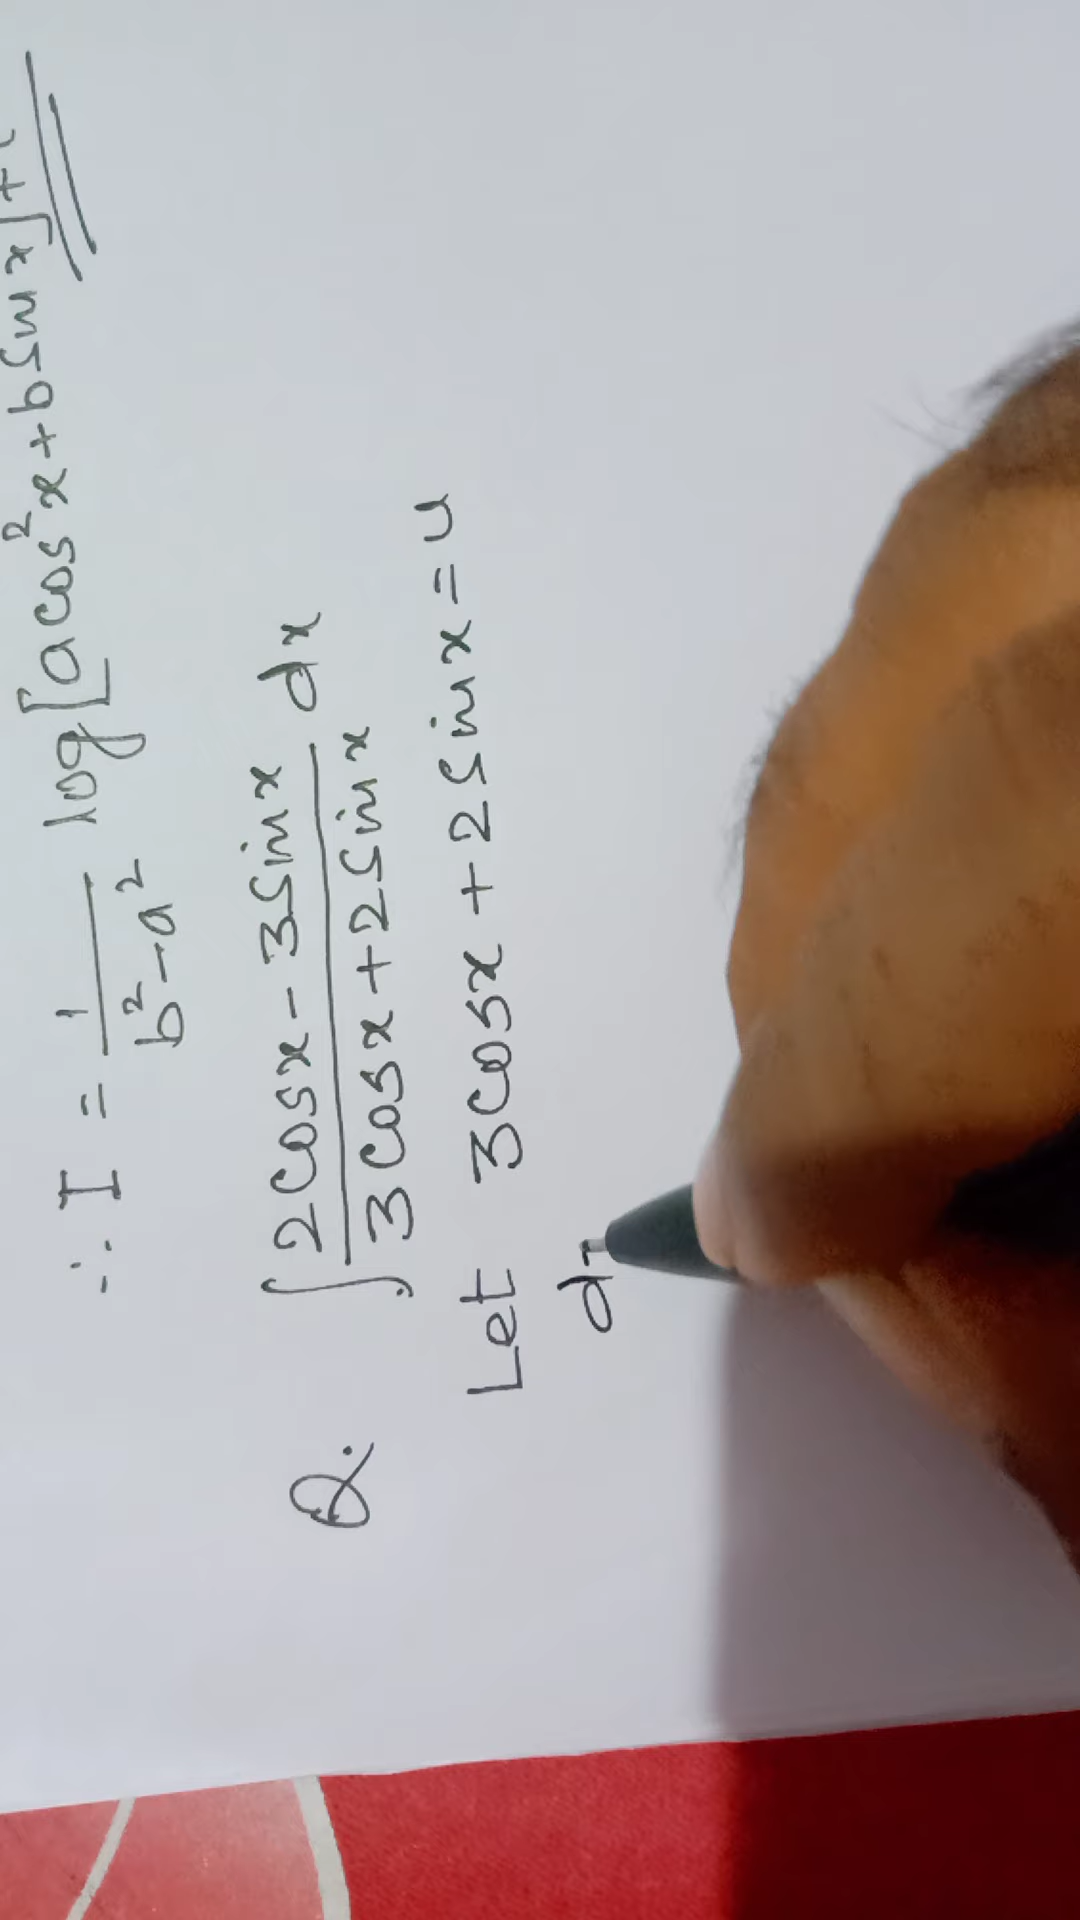 ∴ I = 1/(b²-a²) log[acos²x+bsin²x]+c
Q. ∫ (2cosx-3sinx)/(3cosx+2sinx) dx
Let 3cosx+2sinx=u
d